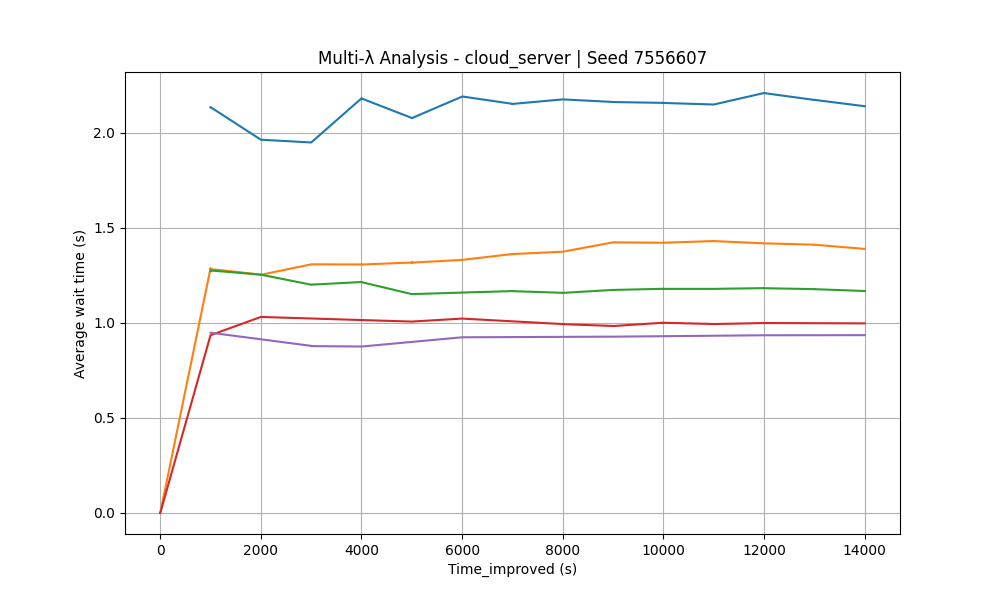 Multi-λ Analysis - cloud_server | Seed 7556607
Average wait time (s)
2.0
1.5
1.0
0.5
0.0
0 2000 4000 6000 8000 10000 12000 14000
Time_improved (s)